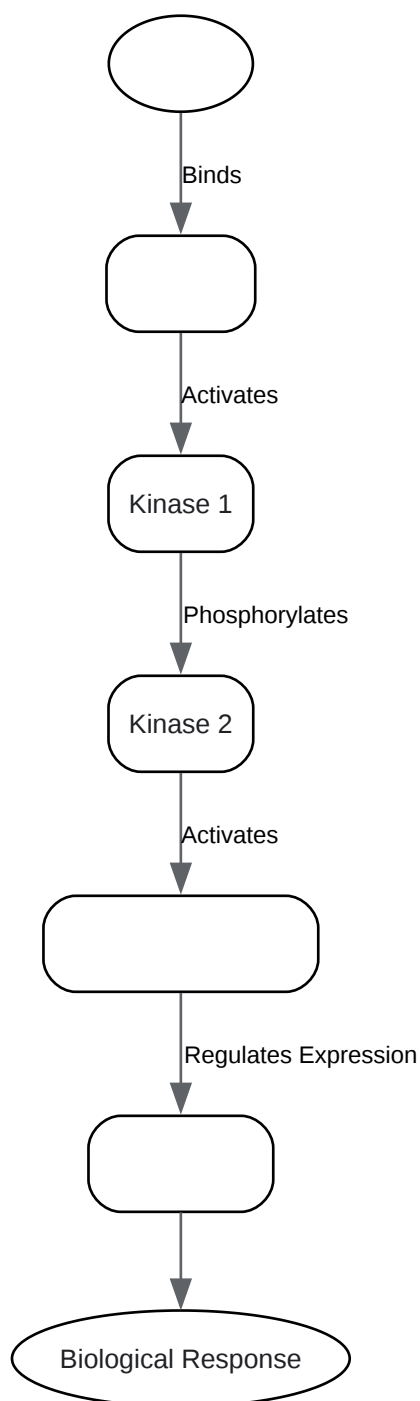 Binds
Activates
Kinase 1
Phosphorylates
Kinase 2
Activates
Regulates Expression
Biological Response